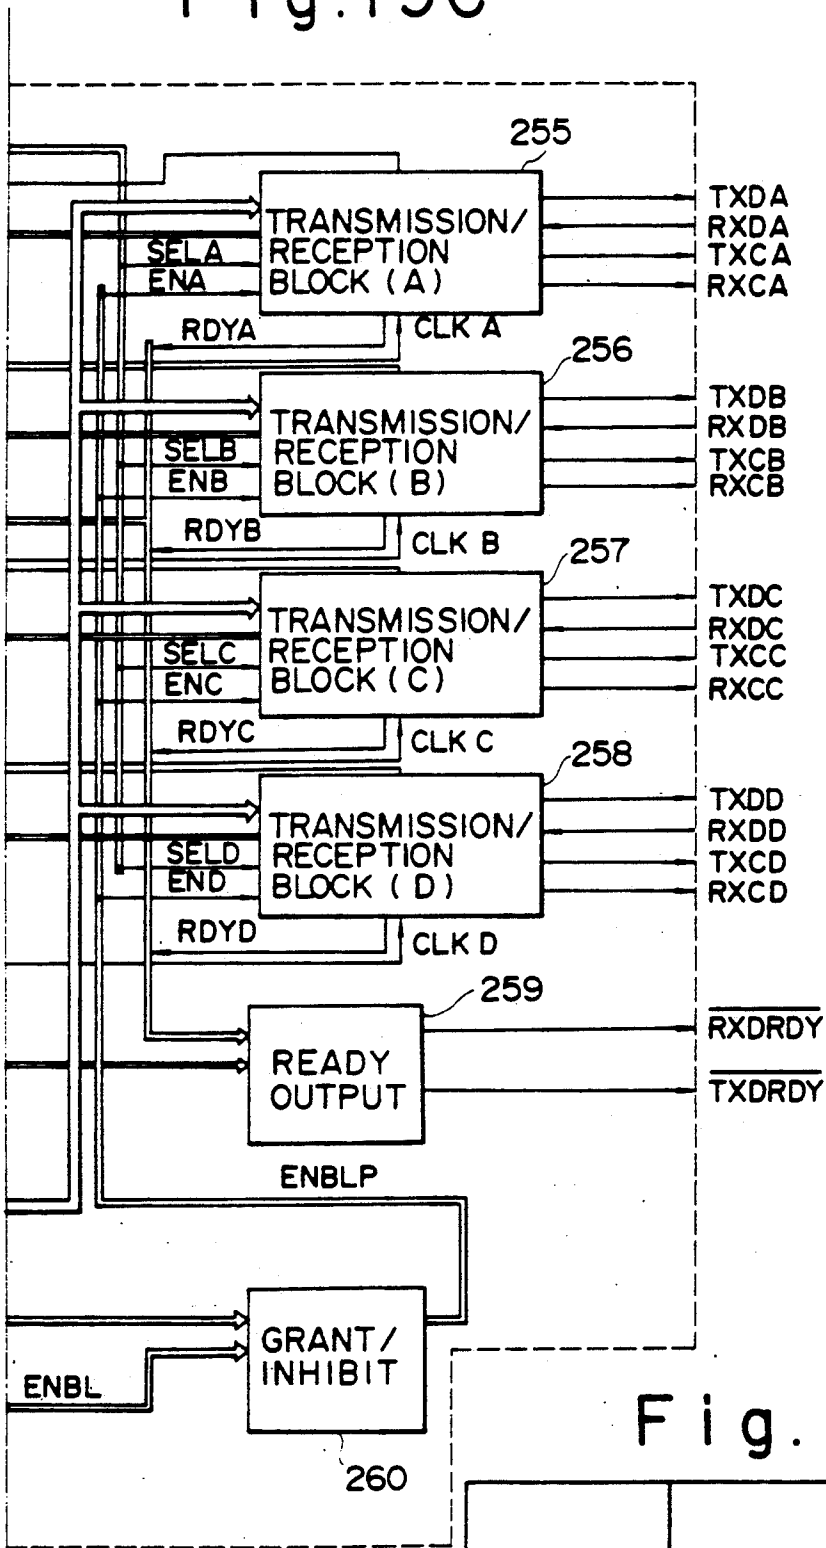 Fig.19C
255
TRANSMISSION/
RECEPTION
BLOCK (A)
SELA
ENA
RDYA
CLK A
TXDA
RXDA
TXCA
RXCA
256
TRANSMISSION/
RECEPTION
BLOCK (B)
SELB
ENB
RDYB
CLK B
TXDB
RXDB
TXCB
RXCB
257
TRANSMISSION/
RECEPTION
BLOCK (C)
SELC
ENC
RDYC
CLK C
TXDC
RXDC
TXCC
RXCC
258
TRANSMISSION/
RECEPTION
BLOCK (D)
SELD
END
RDYD
CLK D
TXDD
RXDD
TXCD
RXCD
259
READY
OUTPUT
RXDRDY
TXDRDY
ENBLP
GRANT/
INHIBIT
ENBL
260
Fig.